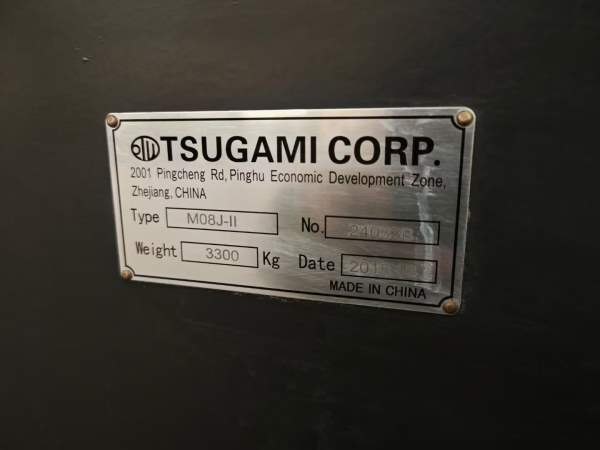 TSUGAMI CORP.
2001 Pingcheng Rd, Pinghu Economic Development Zone,
Zhejiang, CHINA
Type M08J-II No.
Weight 3300 Kg Date
MADE IN CHINA